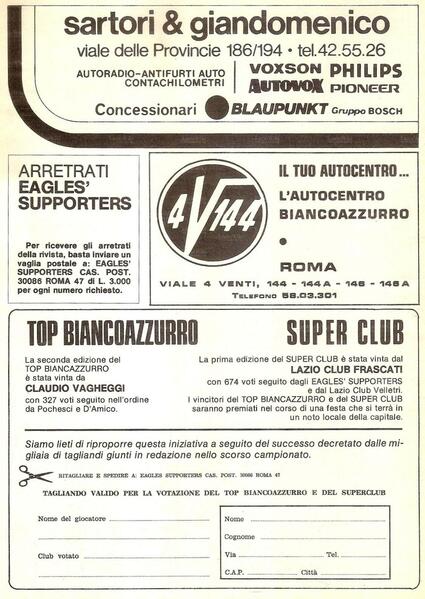 sartori & giandomenico
viale delle Provincie 186/194 • tel.42.55.26
AUTORADIO-ANTIFURTI AUTO
CONTACHILOMETRI
VOXSON PHILIPS
AUTOVOX PIONEER
Concessionari BLAUPUNKT Gruppo BOSCH
ARRETRATI
EAGLES'
SUPPORTERS
Per ricevere gli arretrati
della rivista, basta inviare un
vaglia postale a: EAGLES'
SUPPORTERS CAS. POST.
30086 ROMA 47 di L. 3.000
per ogni numero richiesto.
4V144
IL TUO AUTOCENTRO...
L'AUTOCENTRO
BIANCOAZZURRO
•
ROMA
VIALE 4 VENTI, 144 - 144A - 146 - 146A
TELEFONO 58.03.301
TOP BIANCOAZZURRO
La seconda edizione del
TOP BIANCAZZURRO
è stata vinta da
CLAUDIO VAGHEGGI
con 327 voti seguito nell'ordine
da Pochesci e D'Amico.
SUPER CLUB
La prima edizione del SUPER CLUB è stata vinta dal
LAZIO CLUB FRASCATI
con 674 voti seguito dagli EAGLES' SUPPORTERS
e dal Lazio Club Velletri.
I vincitori del TOP BIANCAZZURRO e del SUPER CLUB
saranno premiati nel corso di una festa che si terrà in
un noto locale della capitale.
Siamo lieti di riproporre questa iniziativa a seguito del successo decretato dalle mi-
gliaia di tagliandi giunti in redazione nello scorso campionato.
RITAGLIARE E SPEDIRE A: EAGLES SUPPORTERS CAS. POST. 30086 ROMA 47
TAGLIANDO VALIDO PER LA VOTAZIONE DEL TOP BIANCOAZZURRO E DEL SUPERCLUB
Nome del giocatore
Club votato
Nome
Cognome
Via Tel.
C.A.P. Città